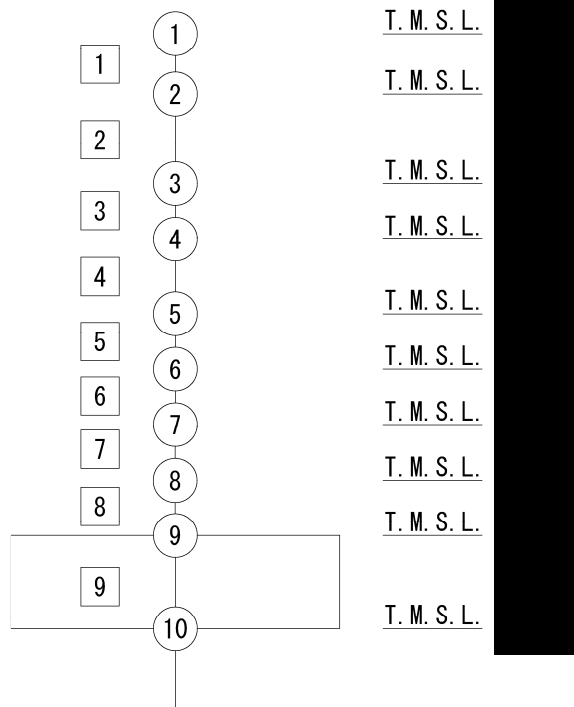 1 T. M. S. L.
1
2 T. M. S. L.
2
3 T. M. S. L.
3
4 T. M. S. L.
4
5 T. M. S. L.
5
6 T. M. S. L.
6
7 T. M. S. L.
7
8 T. M. S. L.
8
9 T. M. S. L.
9
10 T. M. S. L.